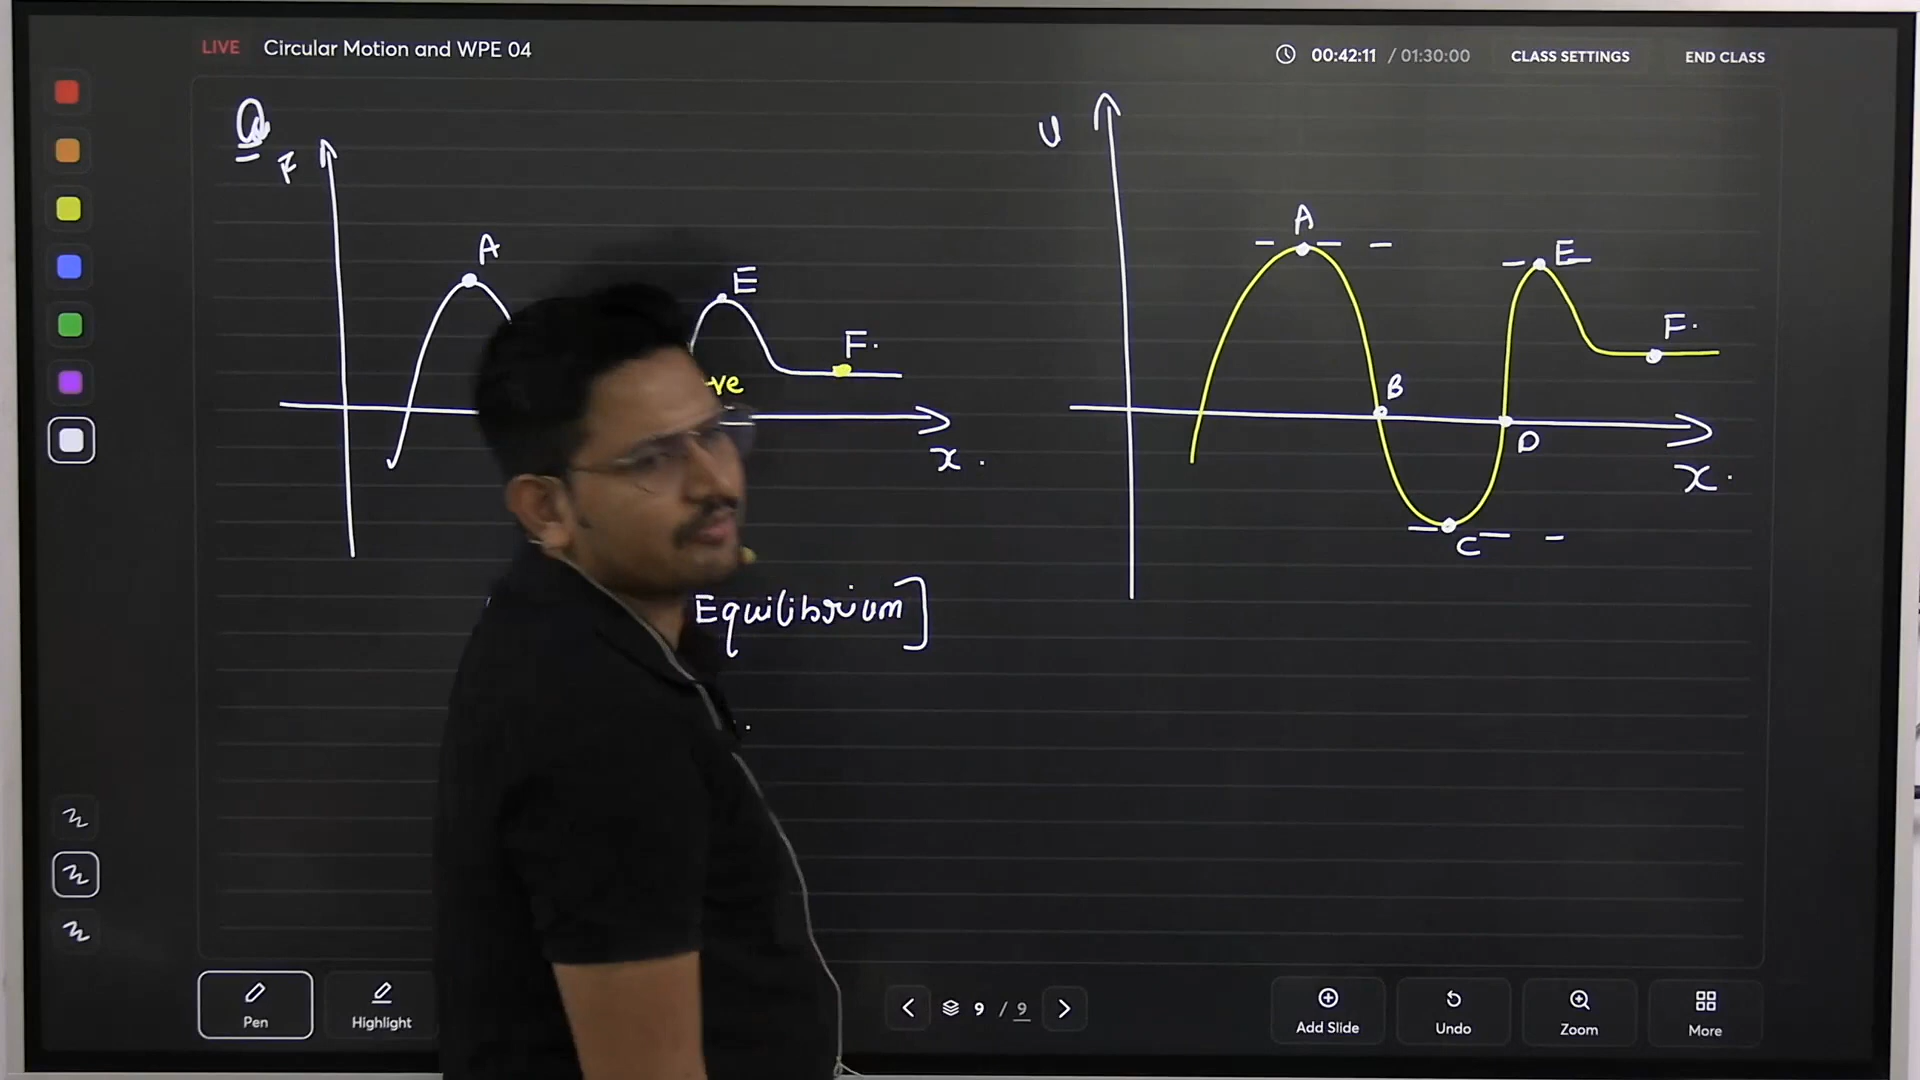 LIVE Circular Motion and WPE 04
00:42:11 / 01:30:00 CLASS SETTINGS END CLASS
Q
F
A
E
F.
-ve
x.
Equilibrium]
U
A
E
F.
B
D
C
x.
Pen
Highlight
9 / 9
Add Slide
Undo
Zoom
More